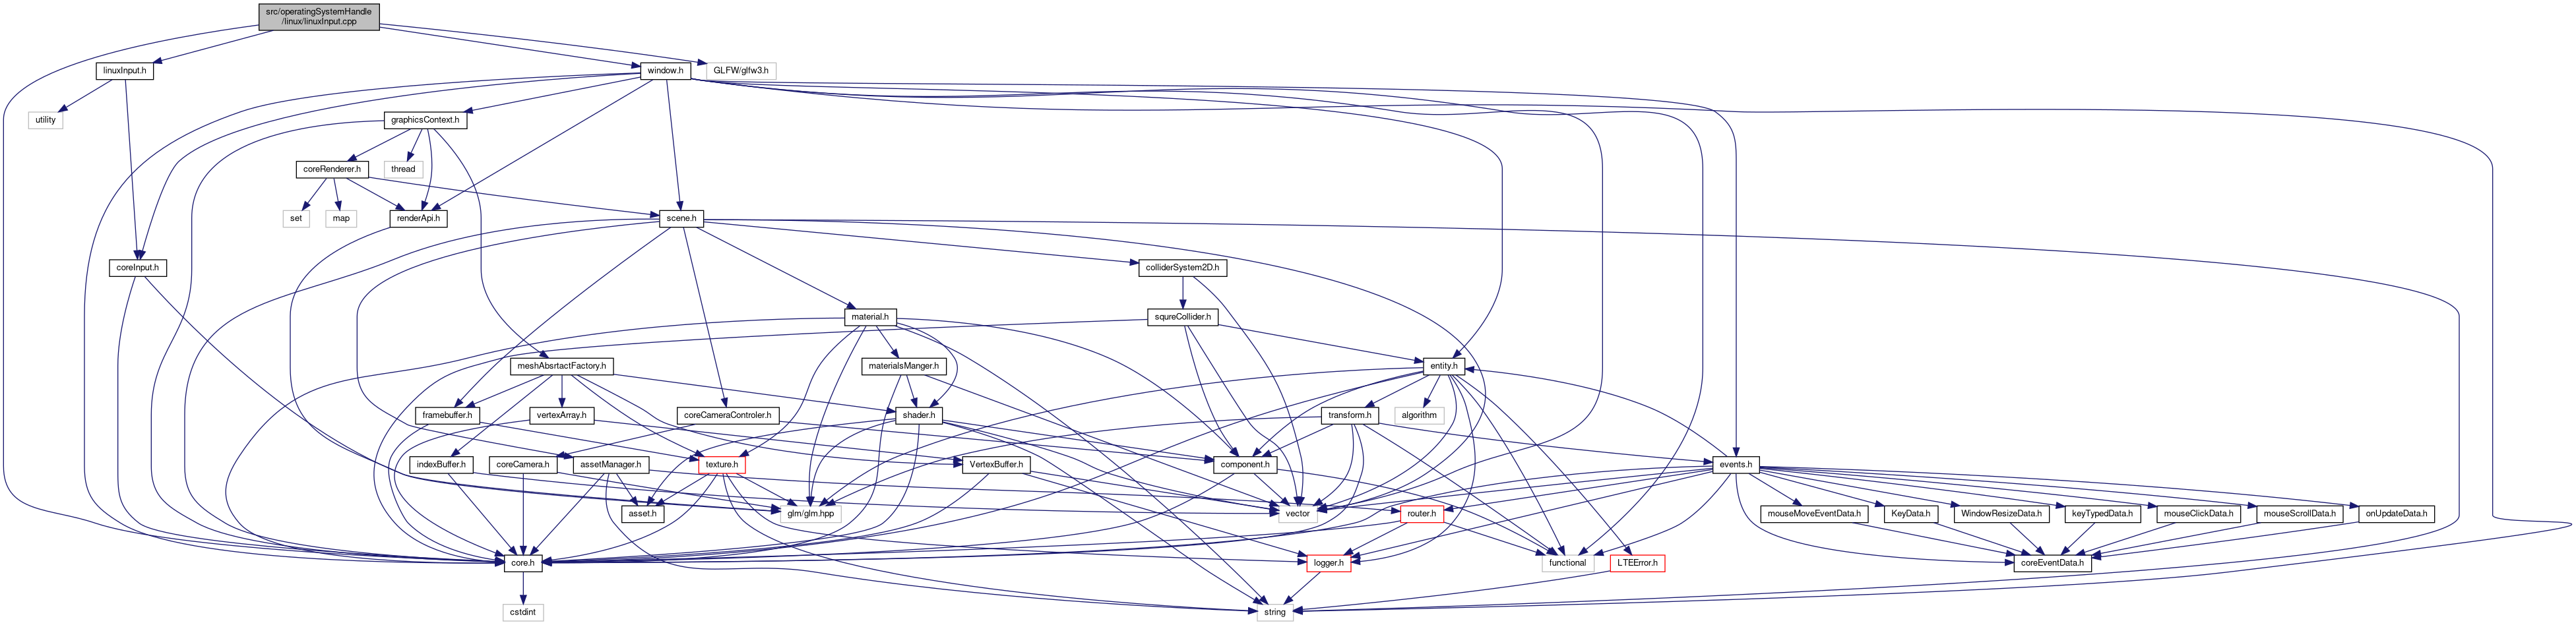 src/operatingSystemHandle
/linux/linuxInput.cpp
linuxInput.h
window.h
GLFW/glfw3.h
utility
graphicsContext.h
coreRenderer.h
thread
set
map
renderApi.h
scene.h
coreInput.h
colliderSystem2D.h
material.h
squreCollider.h
meshAbsrtactFactory.h
materialsManger.h
entity.h
framebuffer.h
vertexArray.h
coreCameraControler.h
shader.h
transform.h
algorithm
indexBuffer.h
coreCamera.h
assetManager.h
texture.h
VertexBuffer.h
component.h
events.h
asset.h
glm/glm.hpp
vector
router.h
mouseMoveEventData.h
KeyData.h
WindowResizeData.h
keyTypedData.h
mouseClickData.h
mouseScrollData.h
onUpdateData.h
core.h
logger.h
functional
LTEError.h
coreEventData.h
cstdint
string